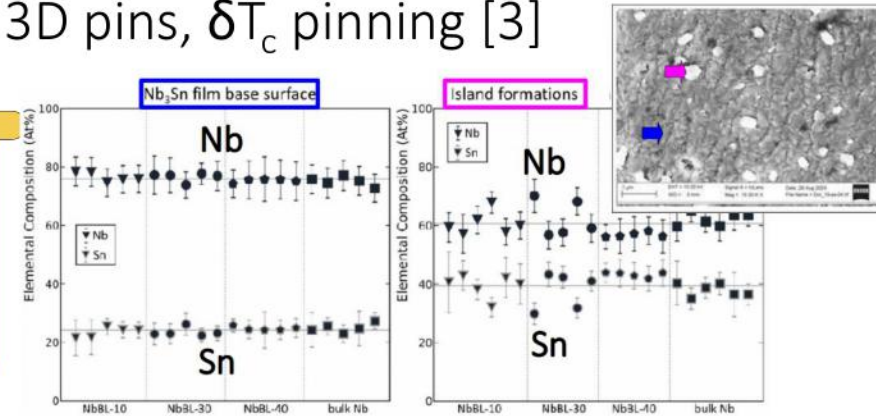 3D pins, δTc pinning [3]
Nb3Sn film base surface
Island formations
Elemental Composition (At%)
100
80
60
40
20
0
Nb
Nb
Sn
Sn
NbBL-10 NbBL-30 NbBL-40 bulk Nb
Elemental Composition (At%)
100
80
60
40
20
0
Nb
Sn
Nb
Sn
NbBL-10 NbBL-30 NbBL-40 bulk Nb